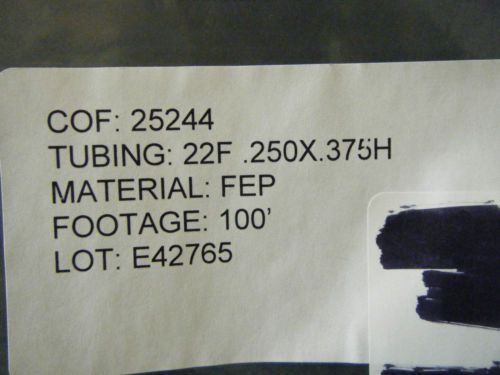 COF: 25244
TUBING: 22F .250X.375H
MATERIAL: FEP
FOOTAGE: 100'
LOT: E42765